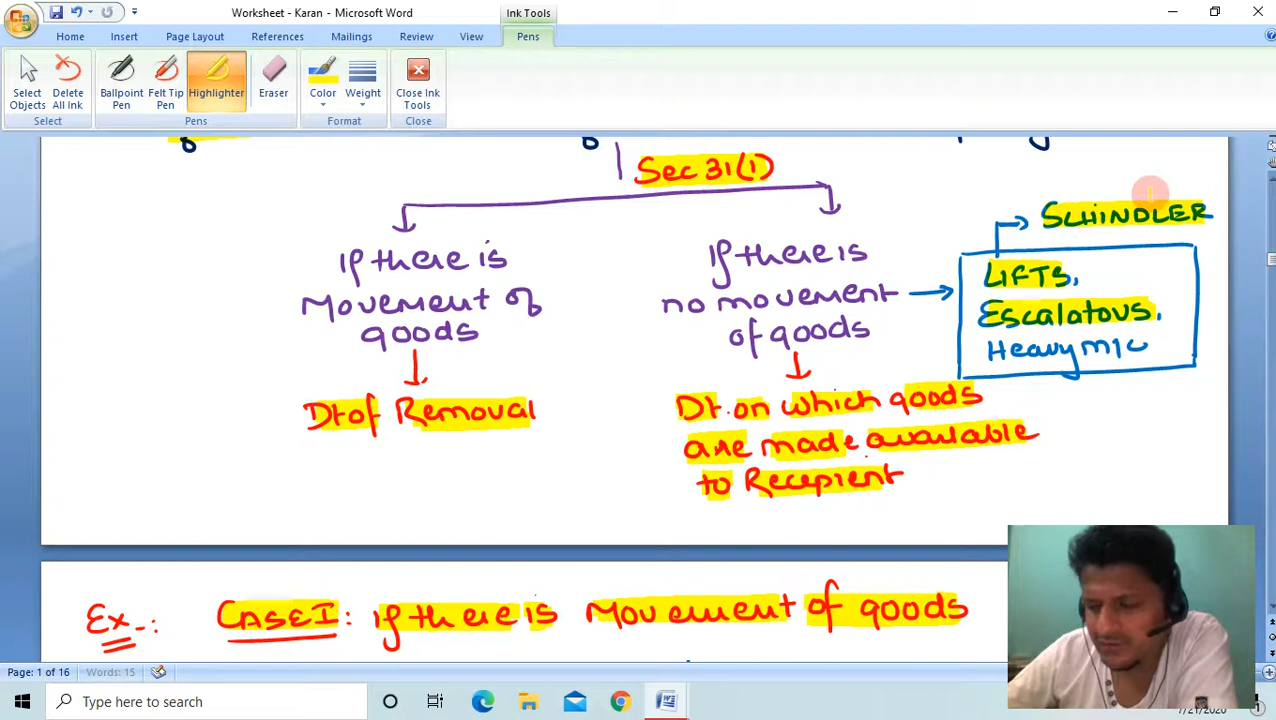 Worksheet - Karan - Microsoft Word
Ink Tools
Home Insert Page Layout References Mailings Review View Pens
Select Objects
Delete All Ink
Ballpoint Pen
Felt Tip Pen
Highlighter
Eraser
Color
Weight
Close Ink Tools
Select Pens Format Close
Sec 31(1)
If there is
Movement of
goods
Dt of Removal
If there is
no movement
of goods
Dt. on which goods
are made available
to Recepient
SCHINDLER
LIFTS,
Escalatous,
Heavy m/c
Ex-: CASE I: if there is Movement of goods
Page: 1 of 16 Words: 15
Type here to search
7/21/2020